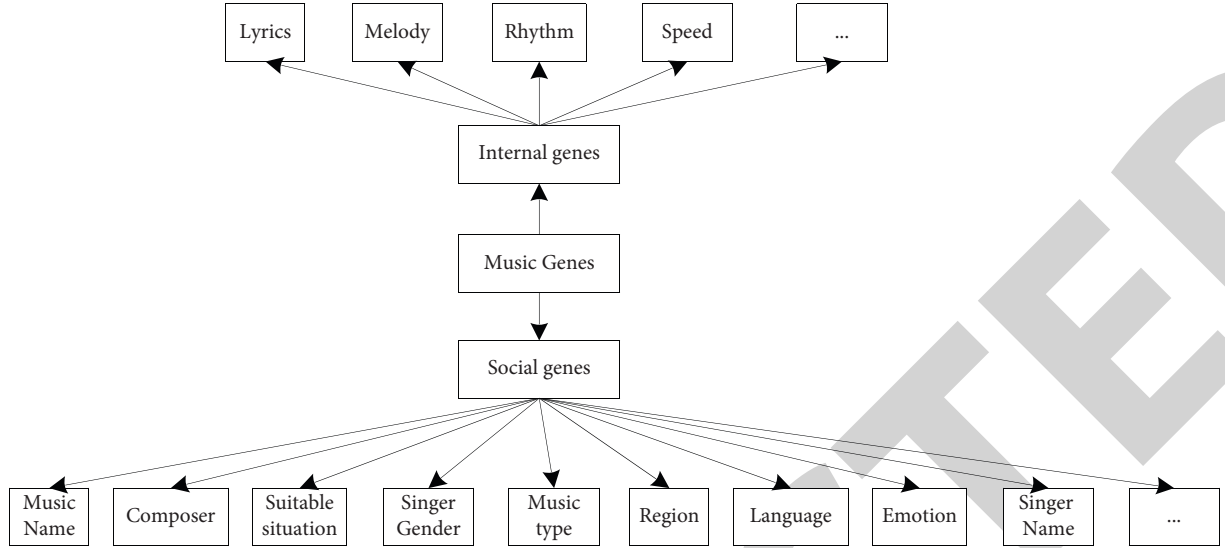 Lyrics
Melody
Rhythm
Speed
...
Internal genes
Music Genes
Social genes
Music
Name
Composer
Suitable
situation
Singer
Gender
Music
type
Region
Language
Emotion
Singer
Name
...
TED